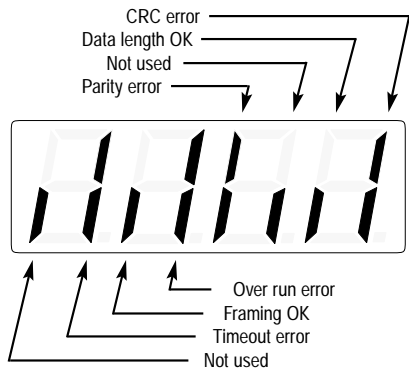 CRC error
Data length OK
Not used
Parity error
Over run error
Framing OK
Timeout error
Not used